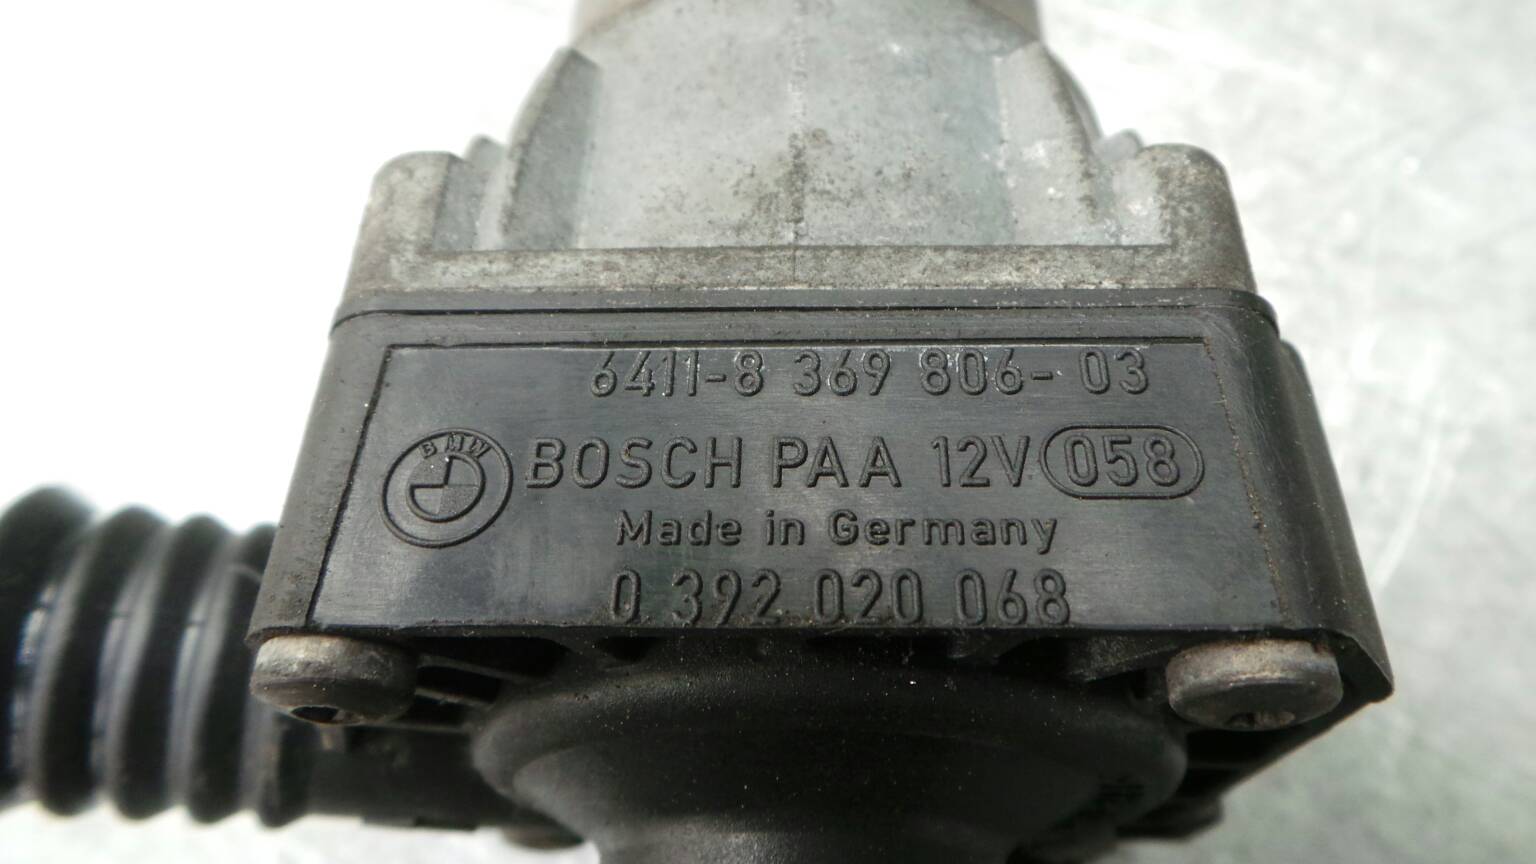 6411-8 369 806-03
BMW
BOSCH PAA 12V 058
Made in Germany
0 392 020 068